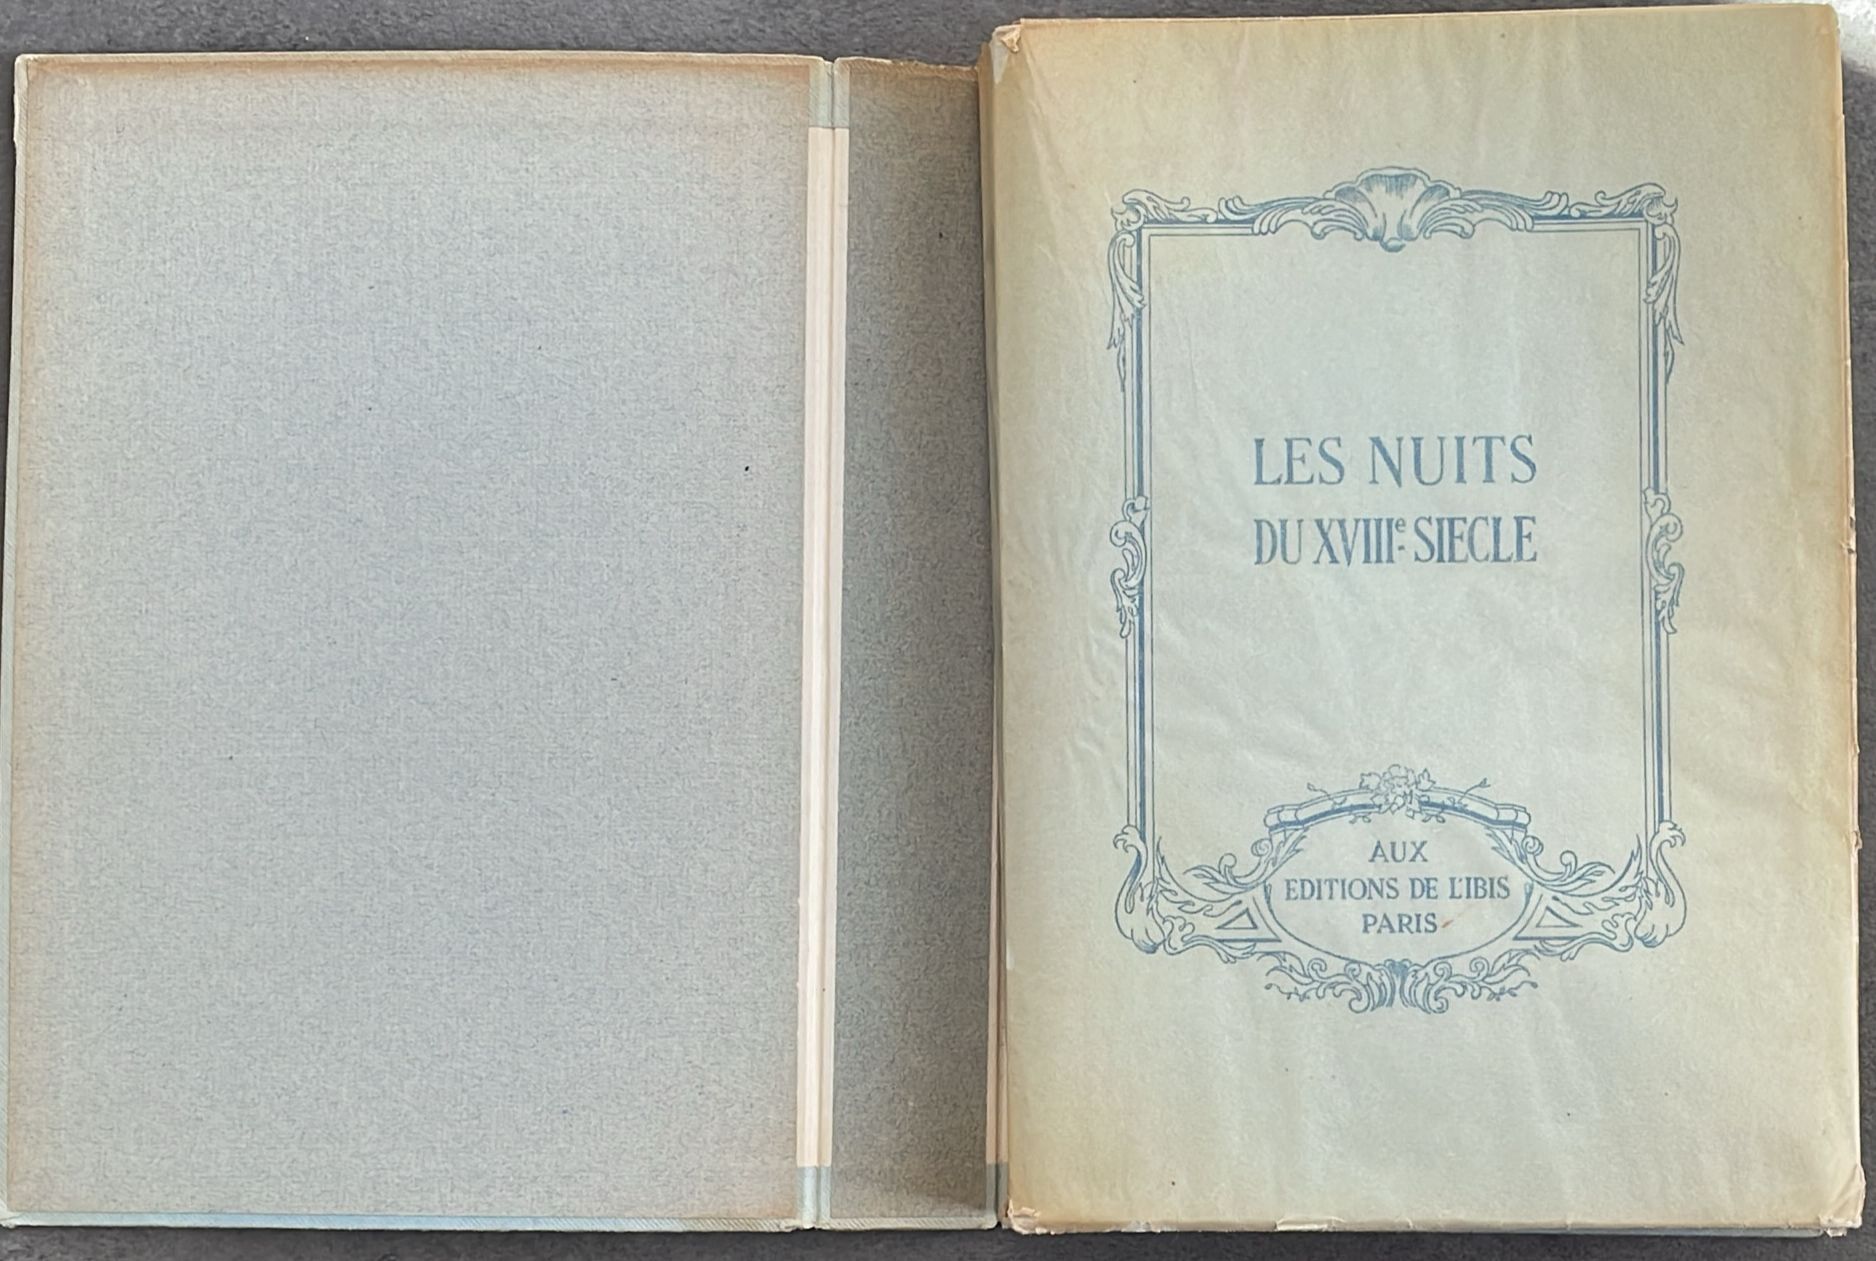 LES NUITS
DU XVIIIe SIECLE
AUX
EDITIONS DE L'IBIS
PARIS